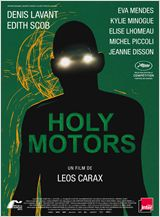 DENIS LAVANT
EDITH SCOB
EVA MENDES
KYLIE MINOGUE
ELISE LHOMEAU
MICHEL PICCOLI
JEANNE DISSON
HOLY MOTORS
UN FILM DE
LEOS CARAX
inter